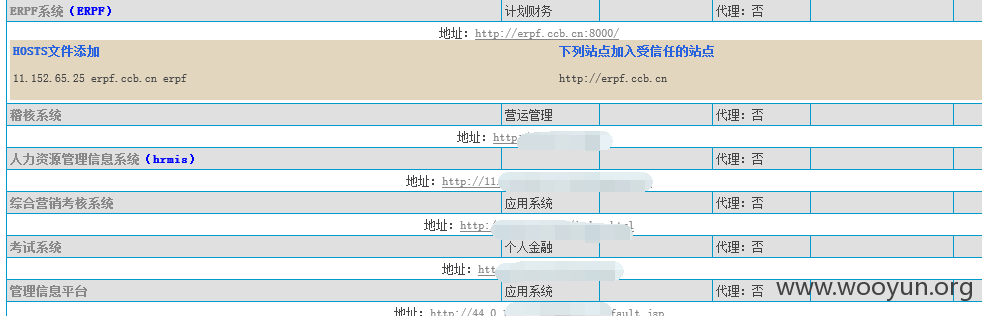 ERPF系统（ERPF） 计划财务 代理：否
地址：http://erpf.ccb.cn:8000/
HOSTS文件添加 下列站点加入受信任的站点
11.152.65.25 erpf.ccb.cn erpf http://erpf.ccb.cn
稽核系统 营运管理 代理：否
地址：http
人力资源管理信息系统（hrmis） 代理：否
地址：http://11.
综合营销考核系统 应用系统 代理：否
地址：http:
考试系统 个人金融 代理：否
地址：htt
管理信息平台 应用系统 代理：否
www.wooyun.org
地址：http://44.0 fault.jsp